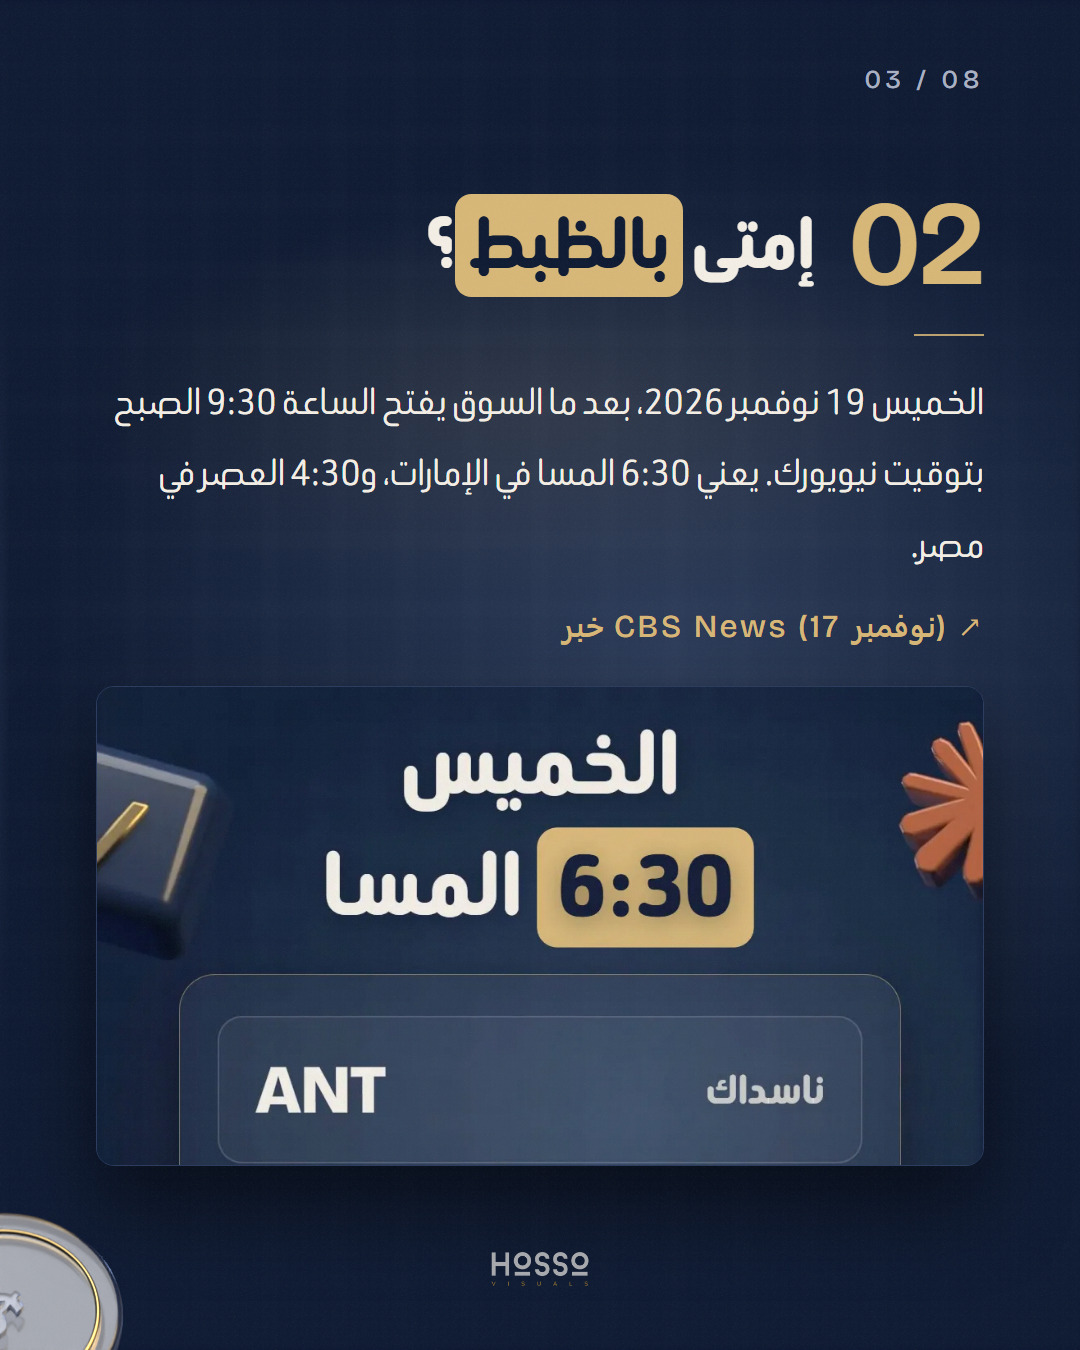 03 / 08
02 إمتى بالظبط؟
الخميس 19 نوفمبر 2026، بعد ما السوق يفتح الساعة 9:30 الصبح
بتوقيت نيويورك. يعني 6:30 المسا في الإمارات، و4:30 العصر في
مصر.
↗ خبر CBS News (17 نوفمبر)
الخميس
6:30 المسا
ناسداك
ANT
HOSSO
VISUALS